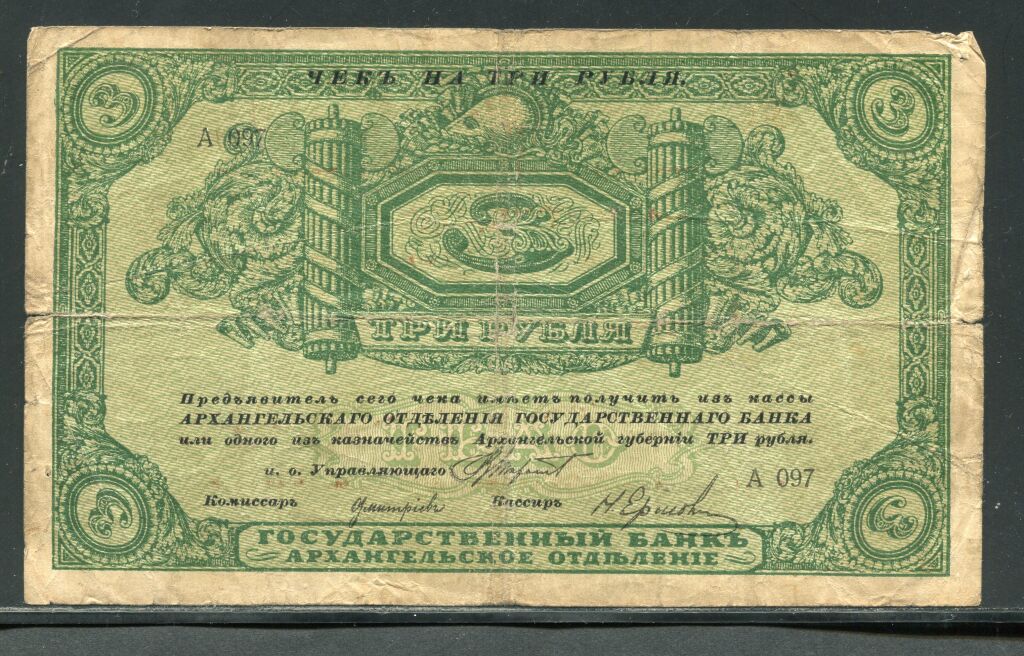 ЧЕКЪ НА ТРИ РУБЛЯ.
3 3
А 097
3
ТРИ РУБЛЯ
Предъявитель сего чека имѣетъ получить изъ кассы
АРХАНГЕЛЬСКАГО ОТДѢЛЕНІЯ ГОСУДАРСТВЕННАГО БАНКА
или одного изъ казначействъ Архангельской губерніи ТРИ рубля.
и. о. Управляющаго
А 097
Комиссаръ Кассиръ
3 3
ГОСУДАРСТВЕННЫЙ БАНКЪ
АРХАНГЕЛЬСКОЕ ОТДѢЛЕНІЕ